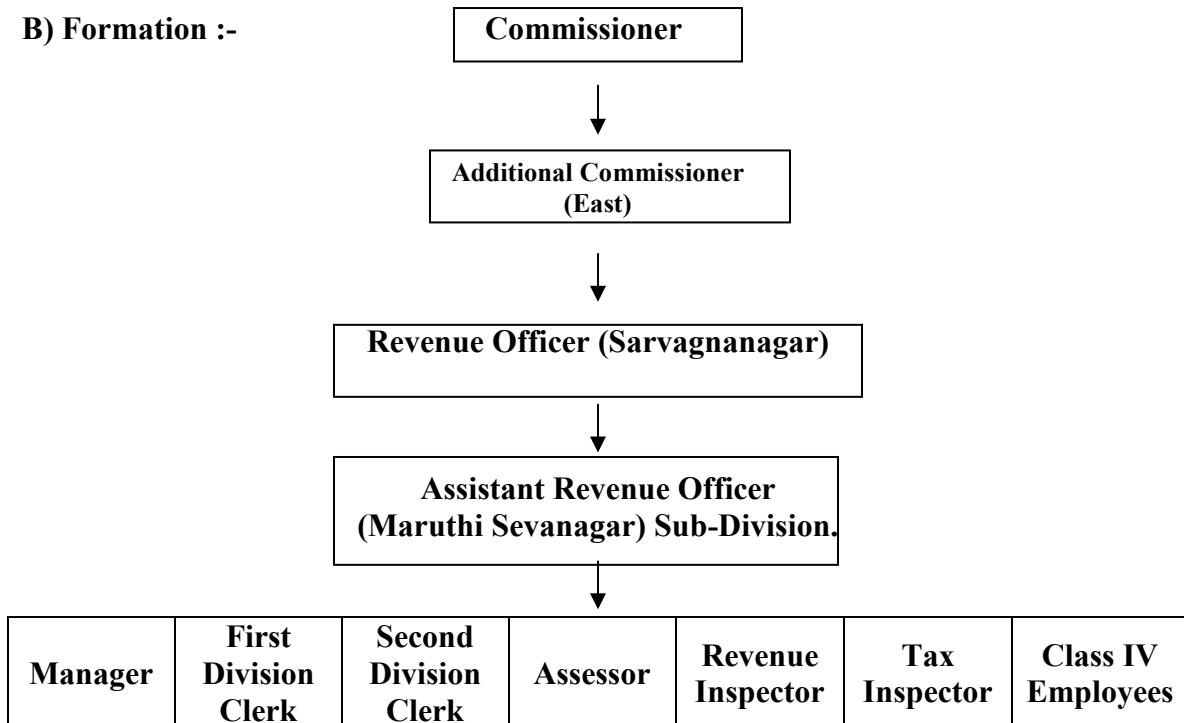 B) Formation :-
Commissioner
Additional Commissioner
(East)
Revenue Officer (Sarvagnanagar)
Assistant Revenue Officer
(Maruthi Sevanagar) Sub-Division.
Manager
First
Division
Clerk
Second
Division
Clerk
Assessor
Revenue
Inspector
Tax
Inspector
Class IV
Employees